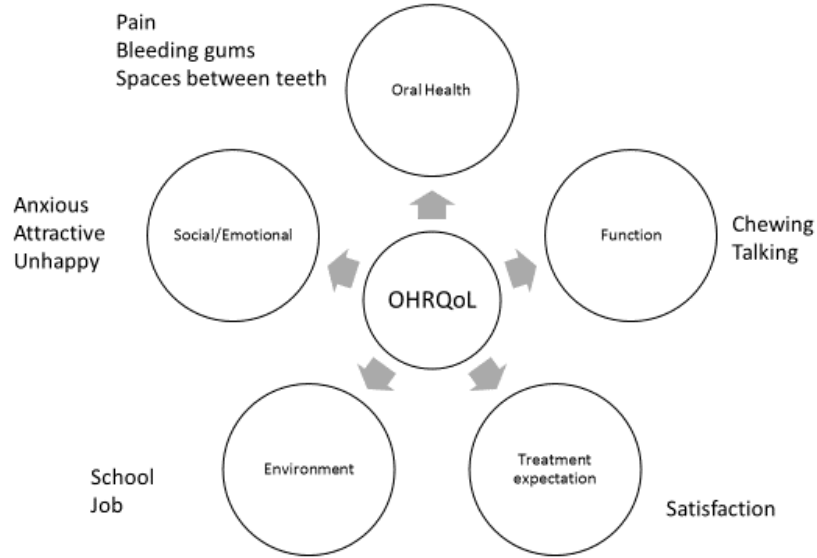 Pain
Bleeding gums
Spaces between teeth
Oral Health
Anxious
Attractive
Unhappy
Social/Emotional
Function
Chewing
Talking
OHRQoL
School
Job
Environment
Treatment
expectation
Satisfaction